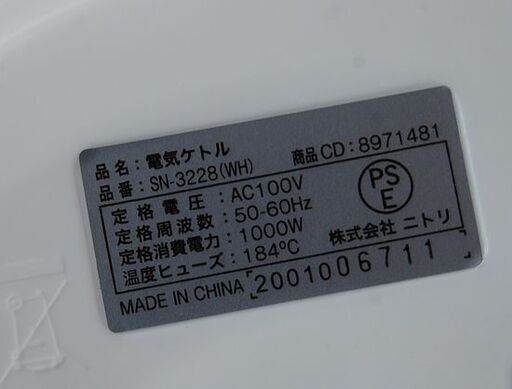 品名：電気ケトル
品番：SN-3228(WH) 商品CD：8971481
定格電圧：AC100V
定格周波数：50-60Hz
定格消費電力：1000W
温度ヒューズ：184℃
PS
E
株式会社 ニトリ
MADE IN CHINA 2001006711